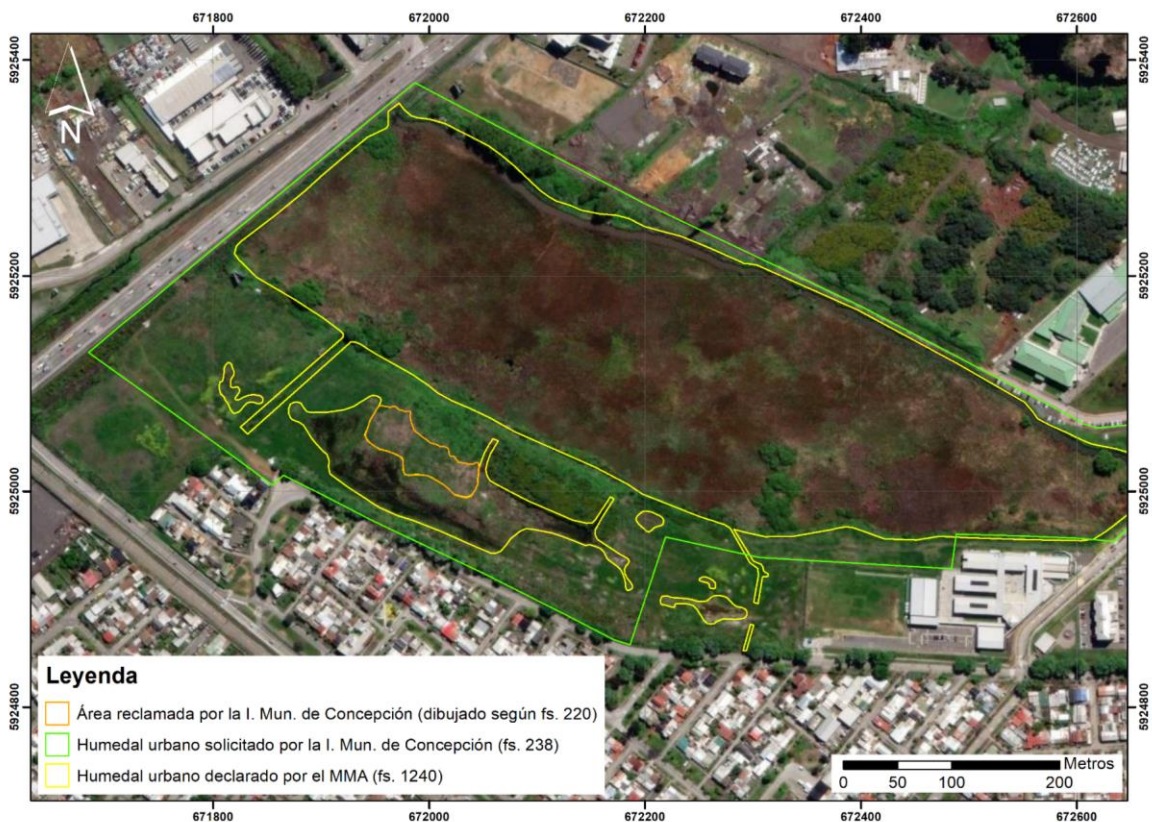 671800 672000 672200 672400 672600
5925400 5925400
N
5925200 5925200
5925000 5925000
5924800 5924800
Leyenda
Área reclamada por la I. Mun. de Concepción (dibujado según fs. 220)
Humedal urbano solicitado por la I. Mun. de Concepción (fs. 238)
Humedal urbano declarado por el MMA (fs. 1240)
Metros
0 50 100 200
671800 672000 672200 672400 672600